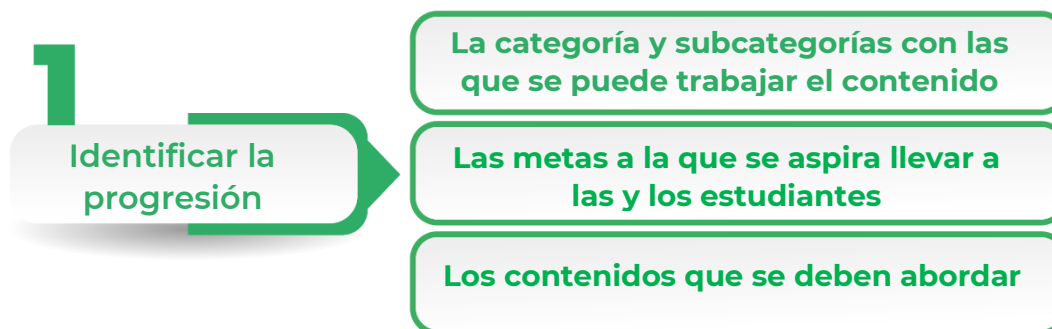 1
Identificar la
progresión
La categoría y subcategorías con las
que se puede trabajar el contenido
Las metas a la que se aspira llevar a
las y los estudiantes
Los contenidos que se deben abordar